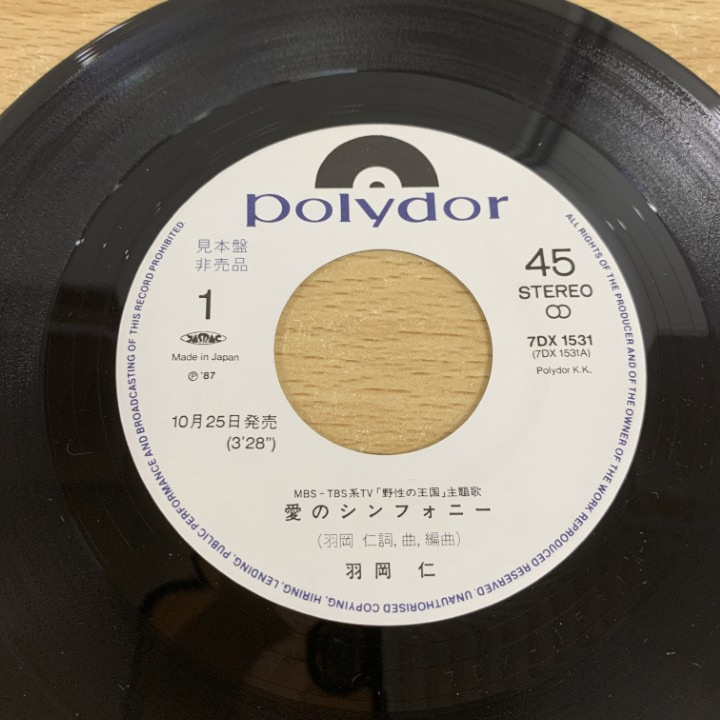 polydor
見本盤
非売品
45
STEREO
1
JASRAC
Made in Japan
Ⓟ'87
7DX 1531
(7DX 1531A)
Polydor K.K.
10月25日発売
(3'28")
MBS-TBS系TV「野性の王国」主題歌
愛のシンフォニー
(羽岡 仁詞,曲,編曲)
羽岡 仁
ALL RIGHTS OF THE PRODUCER AND OF THE OWNER OF THE WORK REPRODUCED RESERVED. UNAUTHORISED COPYING, HIRING, LENDING, PUBLIC PERFORMANCE AND BROADCASTING OF THIS RECORD PROHIBITED.